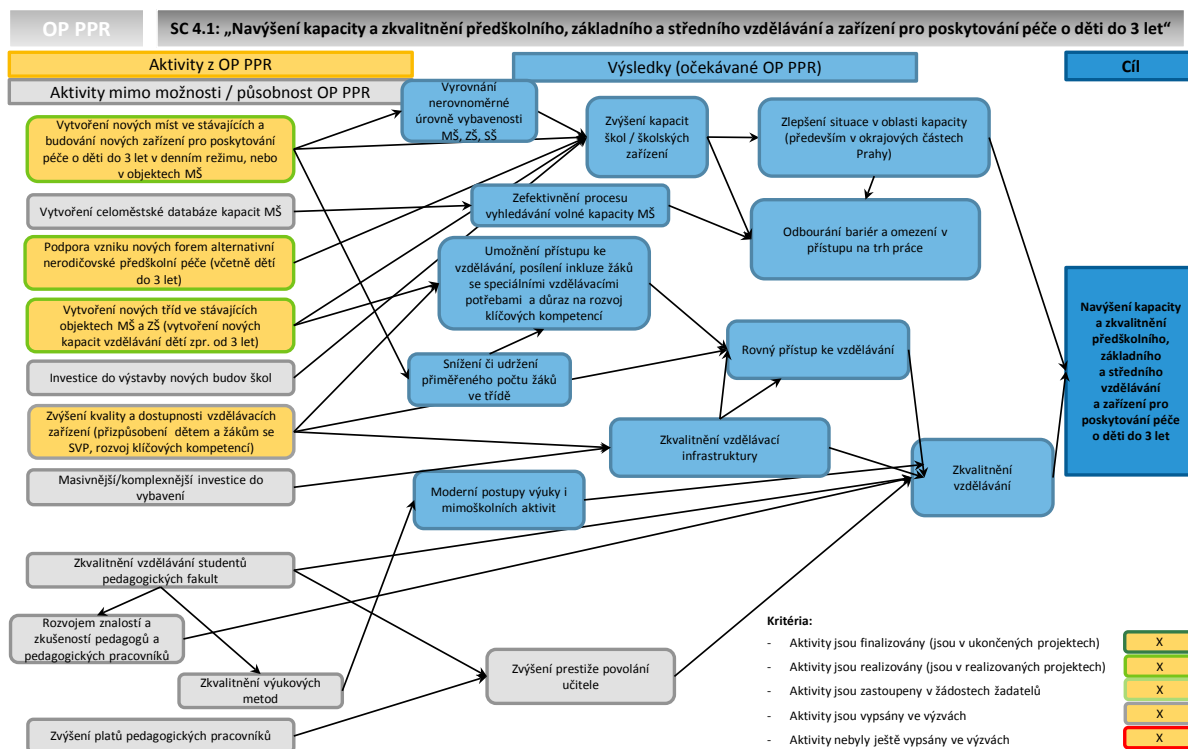 OP PPR
SC 4.1: „Navýšení kapacity a zkvalitnění předškolního, základního a středního vzdělávání a zařízení pro poskytování péče o děti do 3 let“
Aktivity z OP PPR
Výsledky (očekávané OP PPR)
Cíl
Aktivity mimo možnosti / působnost OP PPR
Vytvoření nových míst ve stávajících a
budování nových zařízení pro poskytování
péče o děti do 3 let v denním režimu, nebo
v objektech MŠ
Vytvoření celoměstské databáze kapacit MŠ
Podpora vzniku nových forem alternativní
nerodičovské předškolní péče (včetně dětí
do 3 let)
Vytvoření nových tříd ve stávajících
objektech MŠ a ZŠ (vytvoření nových
kapacit vzdělávání dětí zpr. od 3 let)
Investice do výstavby nových budov škol
Zvýšení kvality a dostupnosti vzdělávacích
zařízení (přizpůsobení dětem a žákům se
SVP, rozvoj klíčových kompetencí)
Masivnější/komplexnější investice do
vybavení
Zkvalitnění vzdělávání studentů
pedagogických fakult
Rozvojem znalostí a
zkušeností pedagogů a
pedagogických pracovníků
Zkvalitnění výukových
metod
Zvýšení platů pedagogických pracovníků
Vyrovnání
nerovnoměrné
úrovně vybavenosti
MŠ, ZŠ, SŠ
Zvýšení kapacit
škol / školských
zařízení
Zlepšení situace v oblasti kapacity
(především v okrajových částech
Prahy)
Zefektivnění procesu
vyhledávání volné kapacity MŠ
Odbourání bariér a omezení v
přístupu na trh práce
Umožnění přístupu ke
vzdělávání, posílení inkluze žáků
se speciálními vzdělávacími
potřebami a důraz na rozvoj
klíčových kompetencí
Snížení či udržení
přiměřeného počtu žáků
ve třídě
Rovný přístup ke vzdělávání
Zkvalitnění vzdělávací
infrastruktury
Moderní postupy výuky i
mimoškolních aktivit
Zkvalitnění
vzdělávání
Zvýšení prestiže povolání
učitele
Navýšení kapacity
a zkvalitnění
předškolního,
základního
a středního
vzdělávání
a zařízení pro
poskytování péče
o děti do 3 let
Kritéria:
- Aktivity jsou finalizovány (jsou v ukončených projektech)
X
- Aktivity jsou realizovány (jsou v realizovaných projektech)
X
- Aktivity jsou zastoupeny v žádostech žadatelů
X
- Aktivity jsou vypsány ve výzvách
X
- Aktivity nebyly ještě vypsány ve výzvách
X